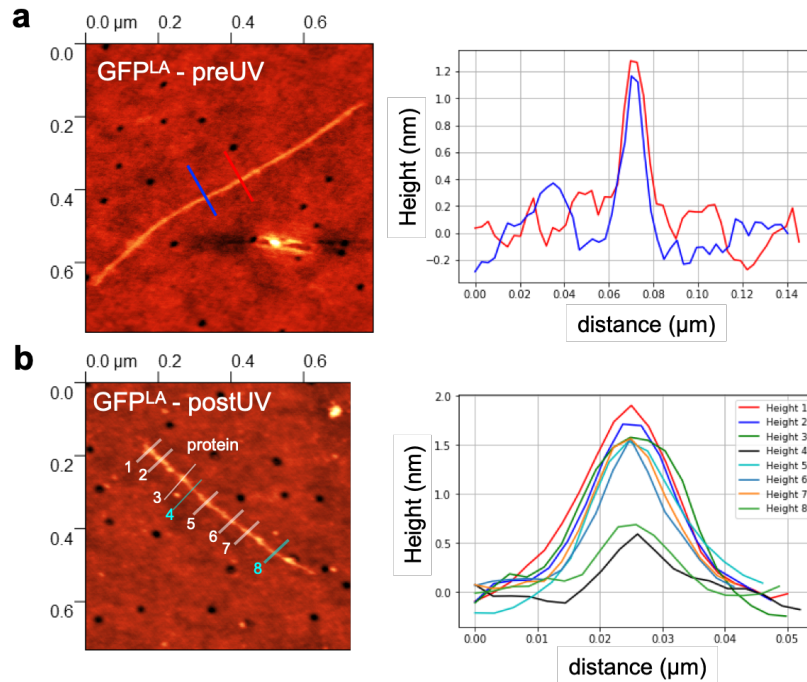 a
0.0 µm 0.2 0.4 0.6
0.0
0.2
0.4
0.6
GFPLA - preUV
Height (nm)
1.2
1.0
0.8
0.6
0.4
0.2
0.0
−0.2
0.00 0.02 0.04 0.06 0.08 0.10 0.12 0.14
distance (µm)
b
0.0 µm 0.2 0.4 0.6
0.0
0.2
0.4
0.6
GFPLA - postUV
protein
1
2
3
4
5
6
7
8
Height (nm)
2.0
1.5
1.0
0.5
0.0
0.00 0.01 0.02 0.03 0.04 0.05
distance (µm)
Height 1
Height 2
Height 3
Height 4
Height 5
Height 6
Height 7
Height 8